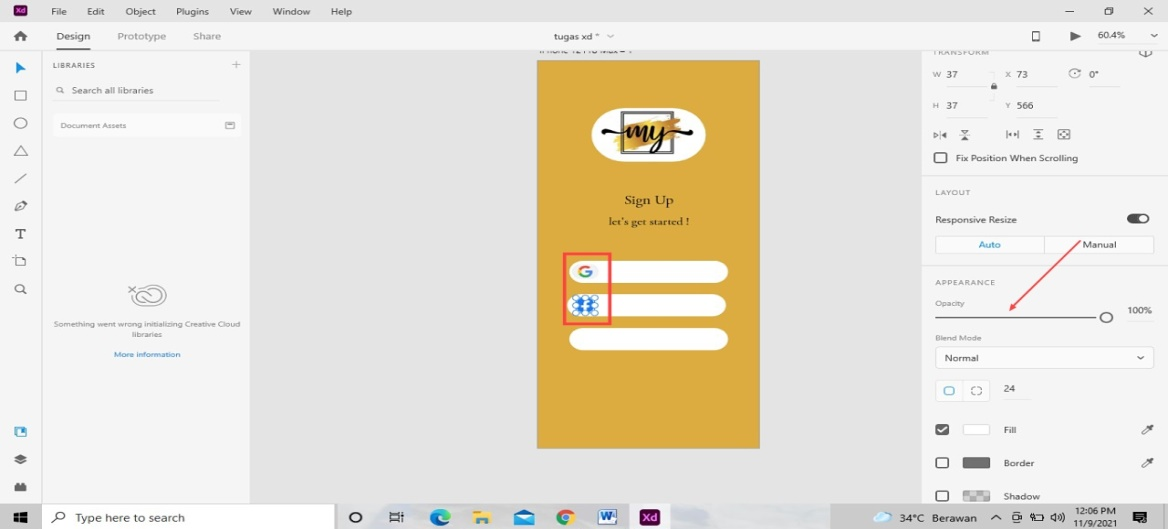 Xd File Edit Object Plugins View Window Help
Design Prototype Share tugas xd * 60.4%
LIBRARIES
Search all libraries
Document Assets
Something went wrong initializing Creative Cloud
libraries
More information
my
Sign Up
let's get started !
G
TRANSFORM
W 37 X 73 0°
H 37 Y 566
Fix Position When Scrolling
LAYOUT
Responsive Resize
Auto Manual
APPEARANCE
Opacity
100%
Blend Mode
Normal
24
Fill
Border
Shadow
Type here to search
W
Xd
34°C Berawan
12:06 PM
11/9/2021